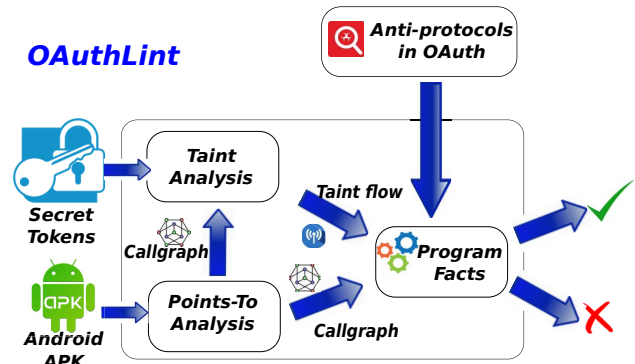 Anti-protocols
in OAuth
OAuthLint
Taint
Analysis
Secret
Tokens
Taint flow
Callgraph
Program
Facts
apk
Points-To
Analysis
Callgraph
Android
APK